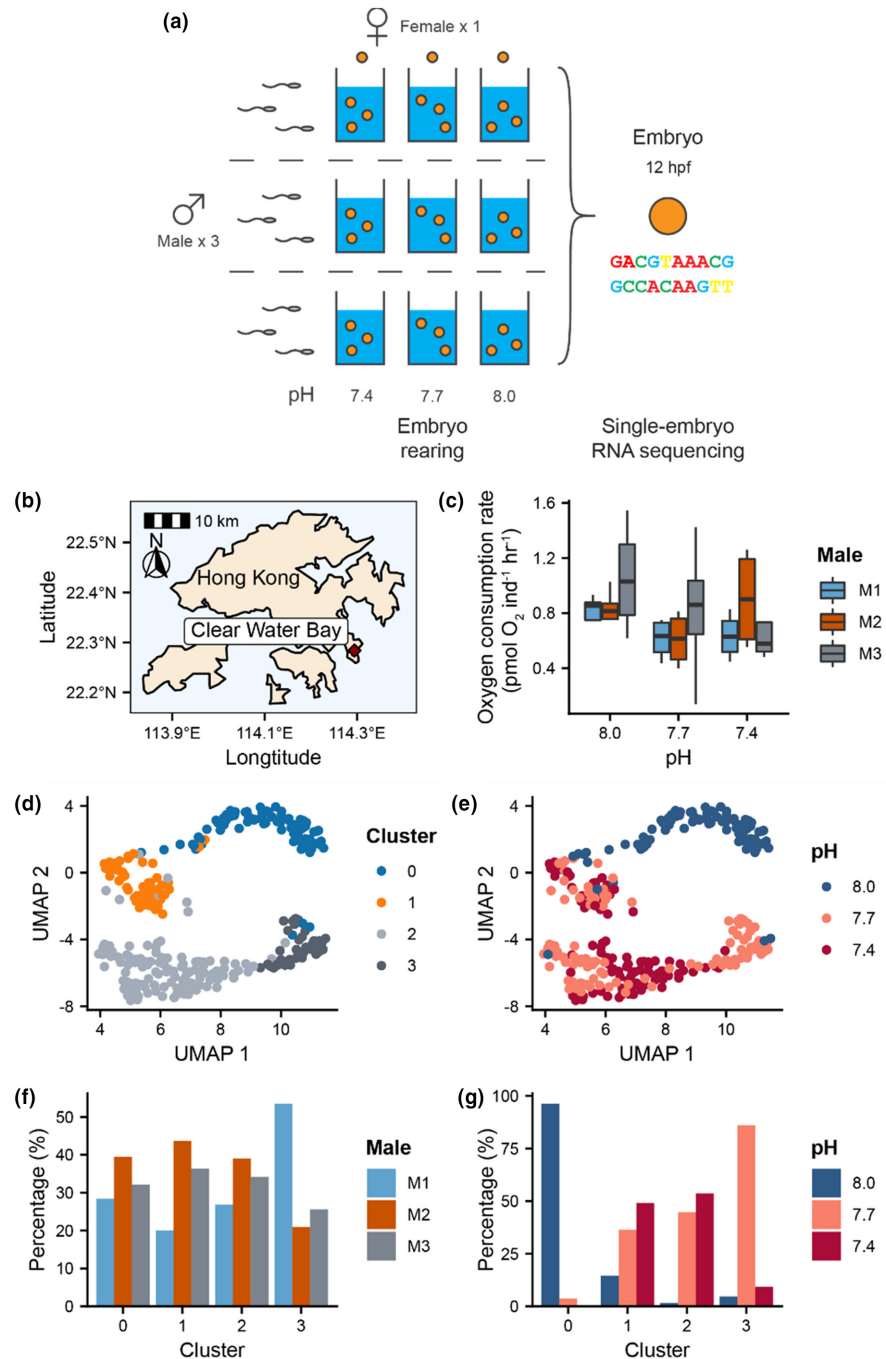 (a)
Female x 1
Male x 3
Embryo
12 hpf
GACGTAAACG
GCCACAAGTT
pH 7.4 7.7 8.0
Embryo
rearing
Single-embryo
RNA sequencing
(b)
10 km
N
22.5°N
22.4°N
22.3°N
22.2°N
Latitude
Hong Kong
Clear Water Bay
113.9°E 114.1°E 114.3°E
Longtitude
(c)
Oxygen consumption rate
(pmol O₂ ind⁻¹ hr⁻¹)
1.6
1.2
0.8
0.4
8.0 7.7 7.4
pH
Male
M1
M2
M3
(d)
UMAP 2
4
0
-4
-8
4 6 8 10
UMAP 1
Cluster
0
1
2
3
(e)
UMAP 2
4
0
-4
-8
4 6 8 10
UMAP 1
pH
8.0
7.7
7.4
(f)
Percentage (%)
50
40
30
20
10
0
0 1 2 3
Cluster
Male
M1
M2
M3
(g)
Percentage (%)
100
75
50
25
0
0 1 2 3
Cluster
pH
8.0
7.7
7.4